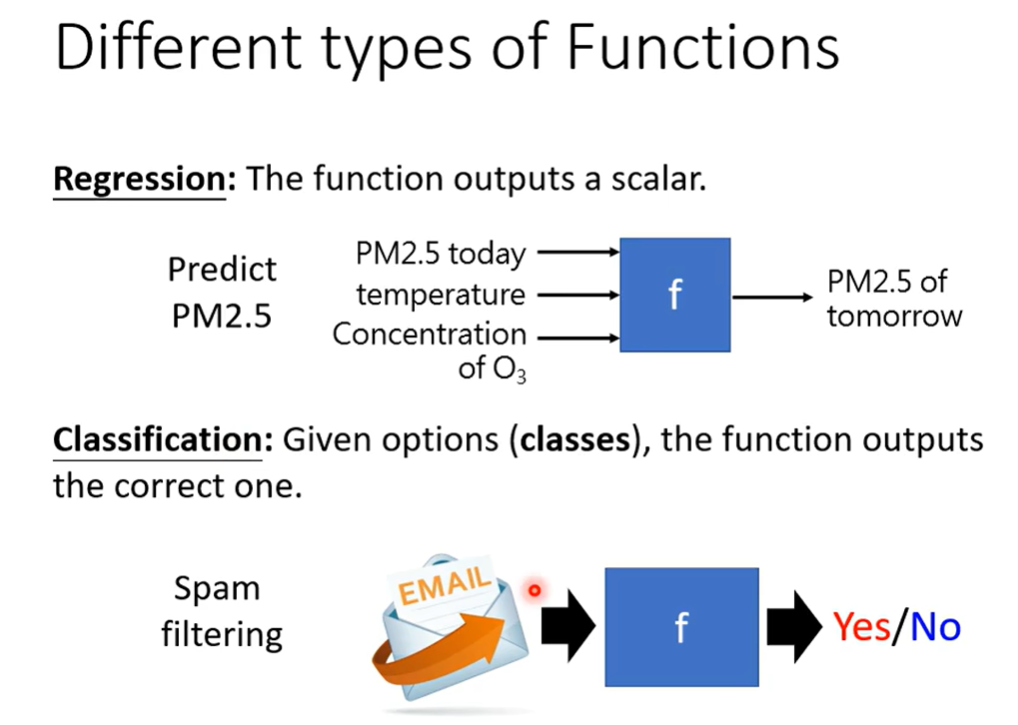 Different types of Functions
Regression: The function outputs a scalar.
Predict
PM2.5
PM2.5 today
temperature
Concentration
of O₃
f
PM2.5 of
tomorrow
Classification: Given options (classes), the function outputs
the correct one.
Spam
filtering
EMAIL
f
Yes/No